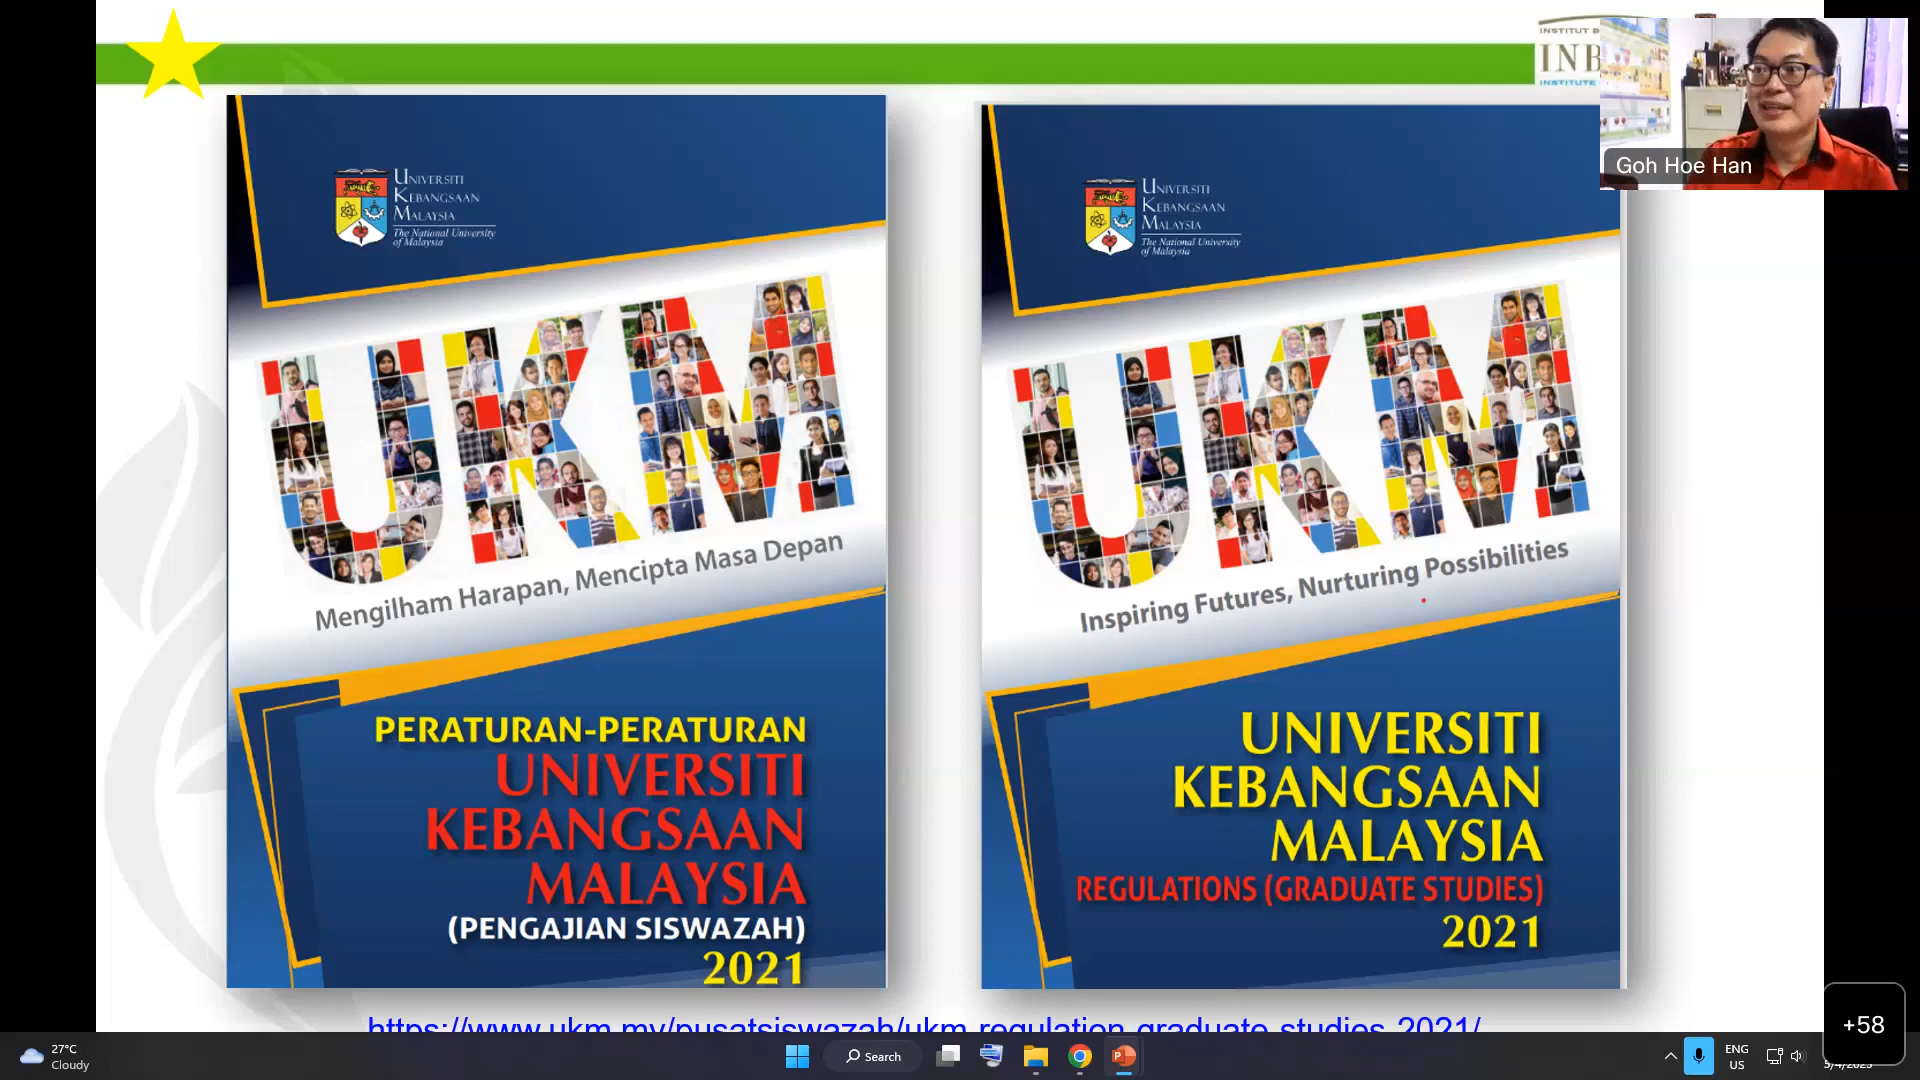 INSTITUT
INB
INSTITUTE
Goh Hoe Han
UNIVERSITI
KEBANGSAAN
MALAYSIA
The National University
of Malaysia
Mengilham Harapan, Mencipta Masa Depan
PERATURAN-PERATURAN
UNIVERSITI
KEBANGSAAN
MALAYSIA
(PENGAJIAN SISWAZAH)
2021
UNIVERSITI
KEBANGSAAN
MALAYSIA
The National University
of Malaysia
Inspiring Futures, Nurturing Possibilities
UNIVERSITI
KEBANGSAAN
MALAYSIA
REGULATIONS (GRADUATE STUDIES)
2021
https://www.ukm.my/pusatsiswazah/ukm-regulation-graduate-studies-2021/
+58
27°C
Cloudy
Search
ENG
US